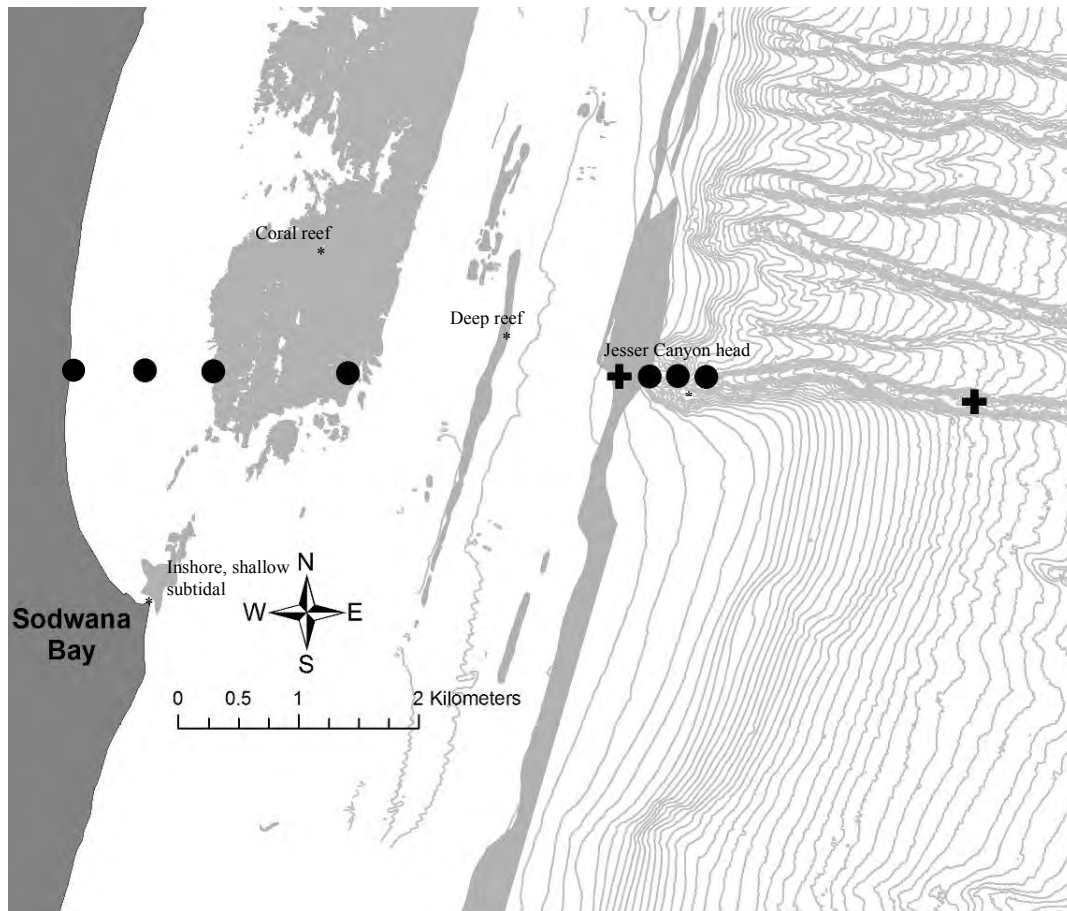 Coral reef
*
Deep reef
*
Jesser Canyon head
*
Inshore, shallow
subtidal
*
Sodwana
Bay
N
W E
S
0 0.5 1 2 Kilometers